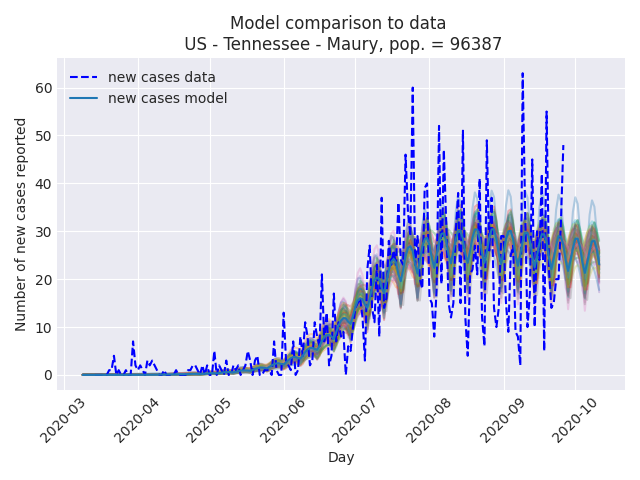 Model comparison to data
US - Tennessee - Maury, pop. = 96387
new cases data
new cases model
Number of new cases reported
60
50
40
30
20
10
0
2020-03
2020-04
2020-05
2020-06
2020-07
2020-08
2020-09
2020-10
Day